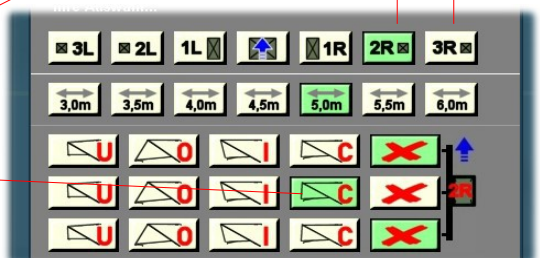 3L 2L 1L 1R 2R 3R
3,0m 3,5m 4,0m 4,5m 5,0m 5,5m 6,0m
U O I C
U O I C 2R
U O I C